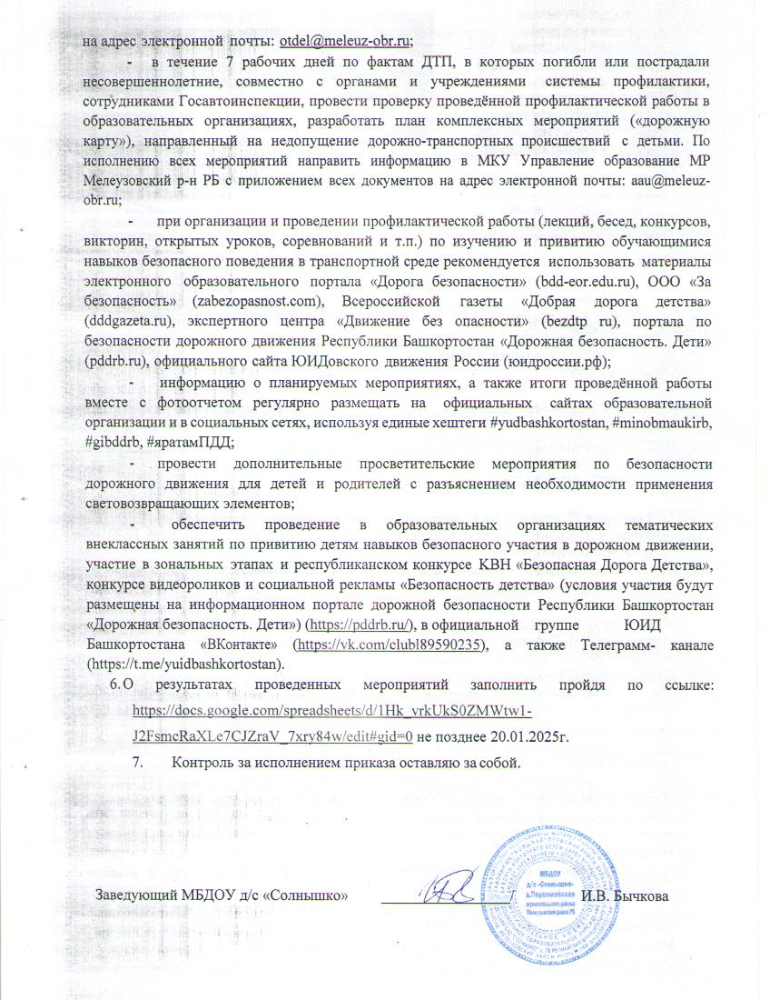 на адрес электронной почты: otdel@meleuz-obr.ru;
- в течение 7 рабочих дней по фактам ДТП, в которых погибли или пострадали
несовершеннолетние, совместно с органами и учреждениями системы профилактики,
сотрудниками Госавтоинспекции, провести проверку проведённой профилактической работы в
образовательных организациях, разработать план комплексных мероприятий («дорожную
карту»), направленный на недопущение дорожно-транспортных происшествий с детьми. По
исполнению всех мероприятий направить информацию в МКУ Управление образование МР
Мелеузовский р-н РБ с приложением всех документов на адрес электронной почты: aau@meleuz-
obr.ru;
- при организации и проведении профилактической работы (лекций, бесед, конкурсов,
викторин, открытых уроков, соревнований и т.п.) по изучению и привитию обучающимися
навыков безопасного поведения в транспортной среде рекомендуется использовать материалы
электронного образовательного портала «Дорога безопасности» (bdd-eor.edu.ru), ООО «За
безопасность» (zabezopasnost.com), Всероссийской газеты «Добрая дорога детства»
(dddgazeta.ru), экспертного центра «Движение без опасности» (bezdtp ru), портала по
безопасности дорожного движения Республики Башкортостан «Дорожная безопасность. Дети»
(pddrb.ru), официального сайта ЮИДовского движения России (юидроссии.рф);
- информацию о планируемых мероприятиях, а также итоги проведённой работы
вместе с фотоотчетом регулярно размещать на официальных сайтах образовательной
организации и в социальных сетях, используя единые хештеги #yudbashkortostan, #minobmaukirb,
#gibddrb, #яратамПДД;
- провести дополнительные просветительские мероприятия по безопасности
дорожного движения для детей и родителей с разъяснением необходимости применения
световозвращающих элементов;
- обеспечить проведение в образовательных организациях тематических
внеклассных занятий по привитию детям навыков безопасного участия в дорожном движении,
участие в зональных этапах и республиканском конкурсе КВН «Безопасная Дорога Детства»,
конкурсе видеороликов и социальной рекламы «Безопасность детства» (условия участия будут
размещены на информационном портале дорожной безопасности Республики Башкортостан
«Дорожная безопасность. Дети») (https://pddrb.ru/), в официальной группе ЮИД
Башкортостана «ВКонтакте» (https://vk.com/clubl89590235), а также Телеграмм- канале
(https://t.me/yuidbashkortostan).
6.О результатах проведенных мероприятий заполнить пройдя по ссылке:
https://docs.google.com/spreadsheets/d/1Hk_vrkUkS0ZMWtw1-
J2FsmcRaXLe7CJZraV_7xry84w/edit#gid=0 не позднее 20.01.2025г.
7. Контроль за исполнением приказа оставляю за собой.
Заведующий МБДОУ д/с «Солнышко» / И.В. Бычкова
МБДОУ
д/с «Солнышко»
д.Первомайская
муниципального района
Мелеузовский район РБ